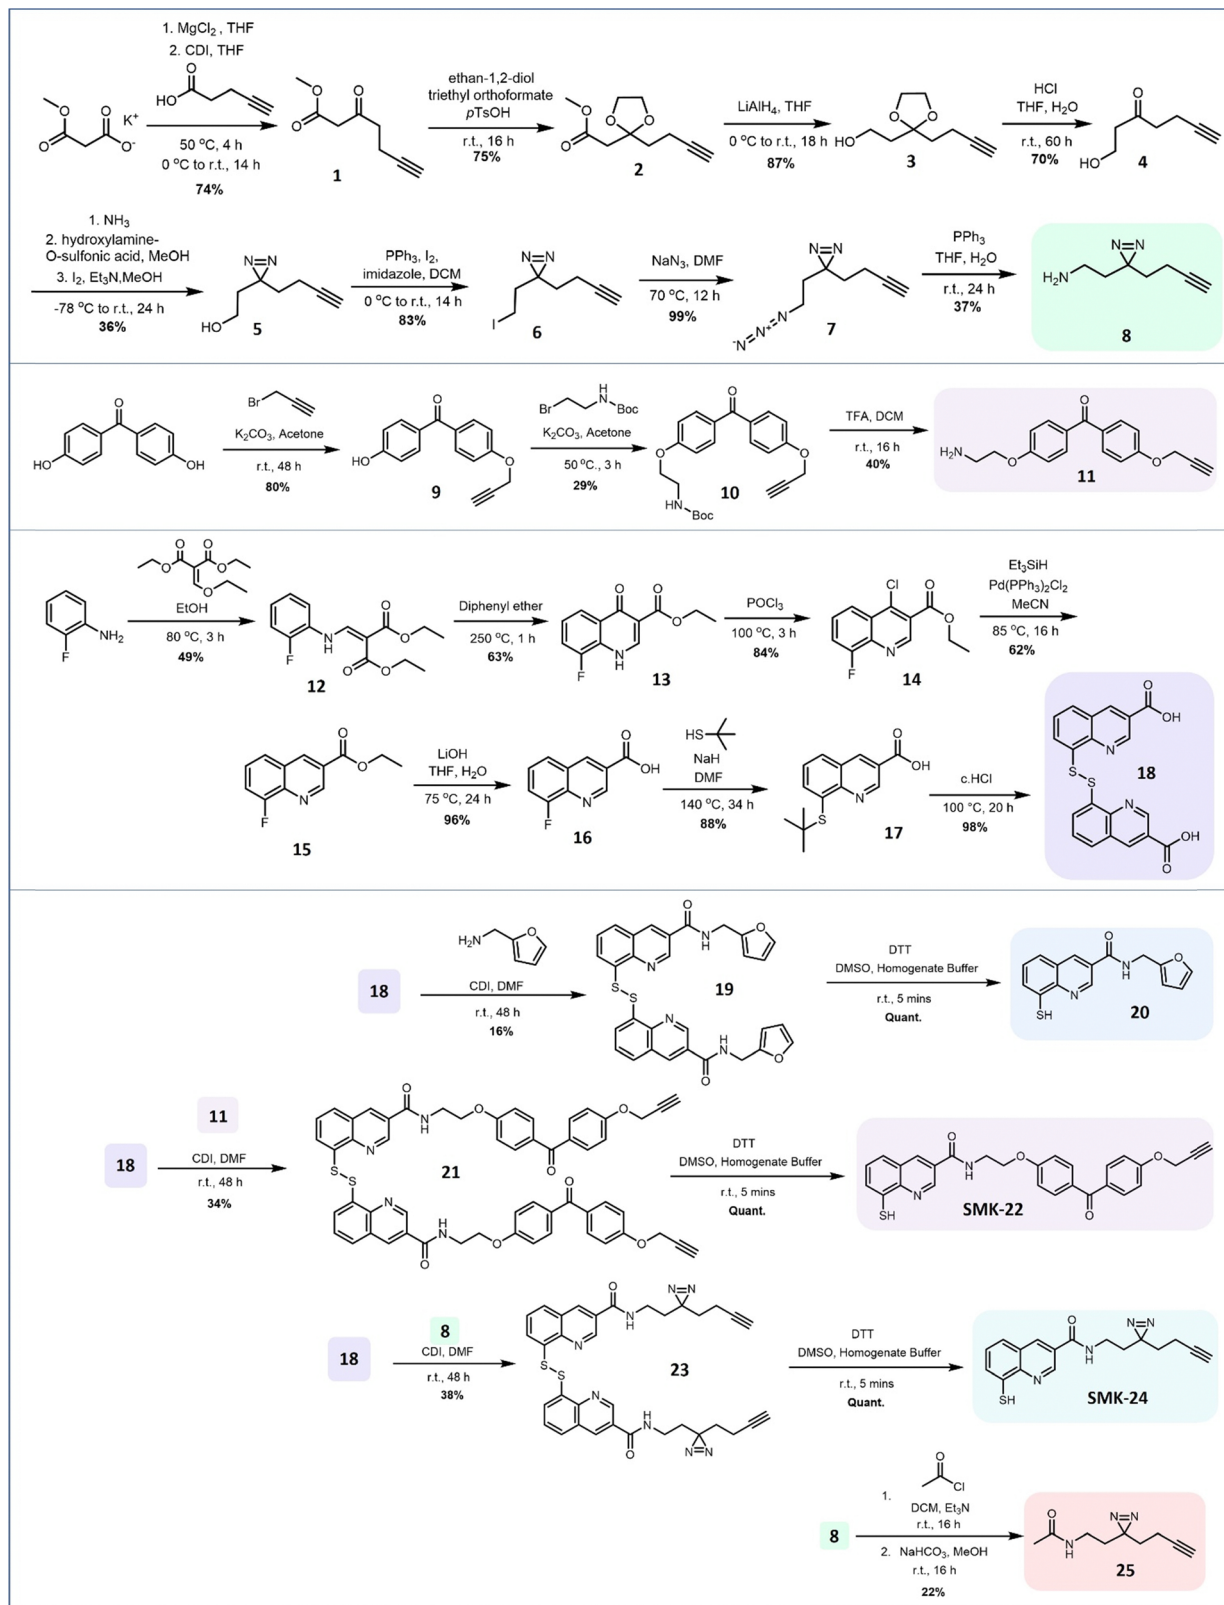 1. MgCl2 , THF
2. CDI, THF
50 °C, 4 h
0 °C to r.t., 14 h
74%
1
ethan-1,2-diol
triethyl orthoformate
pTsOH
r.t., 16 h
75%
2
LiAlH4, THF
0 °C to r.t., 18 h
87%
3
HCl
THF, H2O
r.t., 60 h
70%
4
1. NH3
2. hydroxylamine-
O-sulfonic acid, MeOH
3. I2, Et3N,MeOH
-78 °C to r.t., 24 h
36%
5
PPh3, I2,
imidazole, DCM
0 °C to r.t., 14 h
83%
6
NaN3, DMF
70 °C, 12 h
99%
7
PPh3
THF, H2O
r.t., 24 h
37%
8
K2CO3, Acetone
r.t., 48 h
80%
9
K2CO3, Acetone
50 °C., 3 h
29%
10
TFA, DCM
r.t., 16 h
40%
11
EtOH
80 °C, 3 h
49%
12
Diphenyl ether
250 °C, 1 h
63%
13
POCl3
100 °C, 3 h
84%
14
Et3SiH
Pd(PPh3)2Cl2
MeCN
85 °C, 16 h
62%
15
LiOH
THF, H2O
75 °C, 24 h
96%
16
NaH
DMF
140 °C, 34 h
88%
17
c.HCl
100 °C, 20 h
98%
18
18
CDI, DMF
r.t., 48 h
16%
19
DTT
DMSO, Homogenate Buffer
r.t., 5 mins
Quant.
20
18
11
CDI, DMF
r.t., 48 h
34%
21
DTT
DMSO, Homogenate Buffer
r.t., 5 mins
Quant.
SMK-22
18
8
CDI, DMF
r.t., 48 h
38%
23
DTT
DMSO, Homogenate Buffer
r.t., 5 mins
Quant.
SMK-24
8
1.
DCM, Et3N
r.t., 16 h
2. NaHCO3, MeOH
r.t., 16 h
22%
25